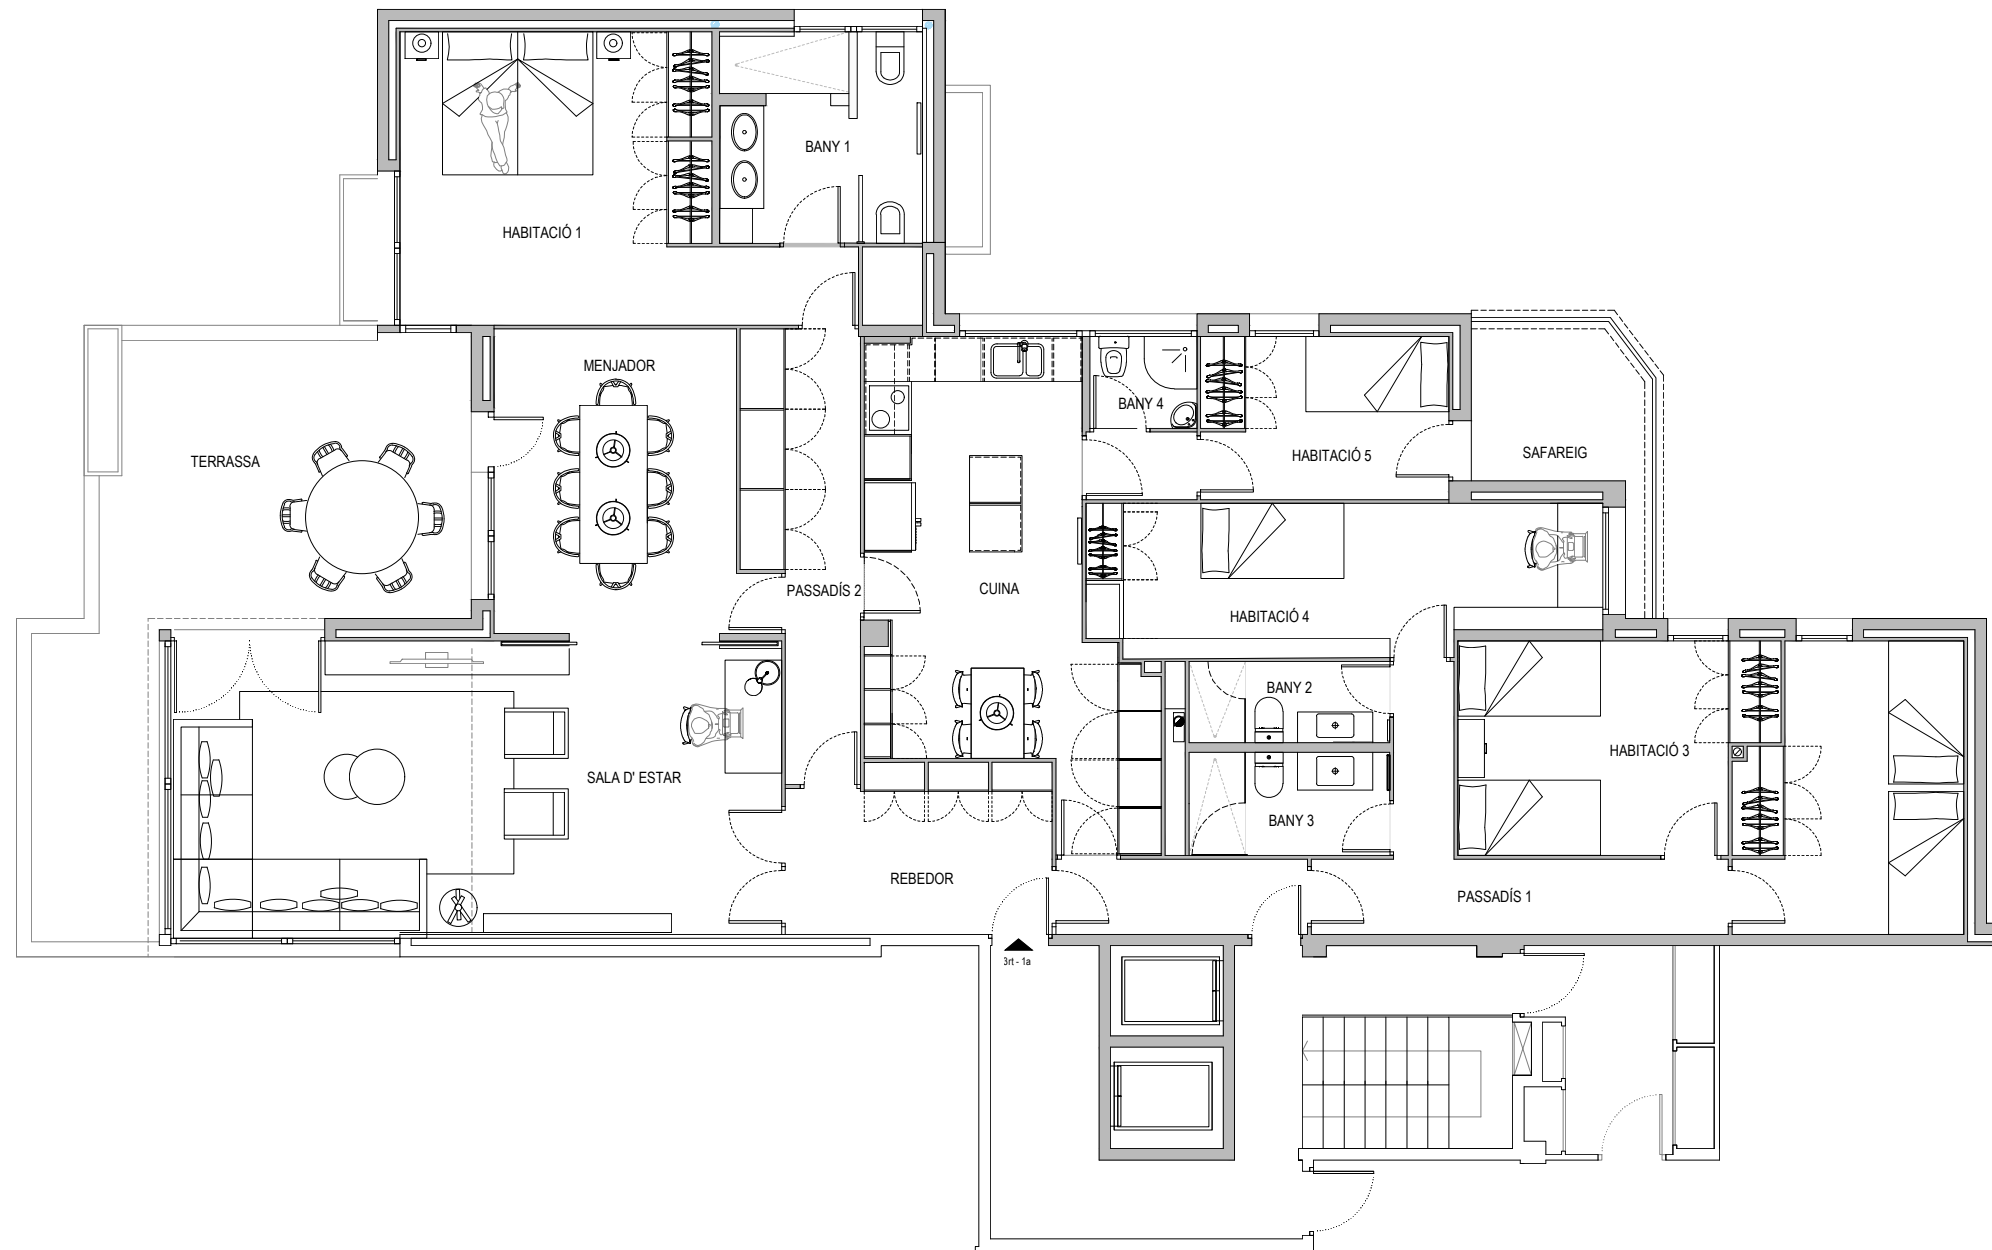 BANY 1
HABITACIÓ 1
MENJADOR
BANY 4
TERRASSA
HABITACIÓ 5
SAFAREIG
PASSADÍS 2
CUINA
HABITACIÓ 4
BANY 2
HABITACIÓ 3
SALA D' ESTAR
BANY 3
REBEDOR
PASSADÍS 1
3rt - 1a